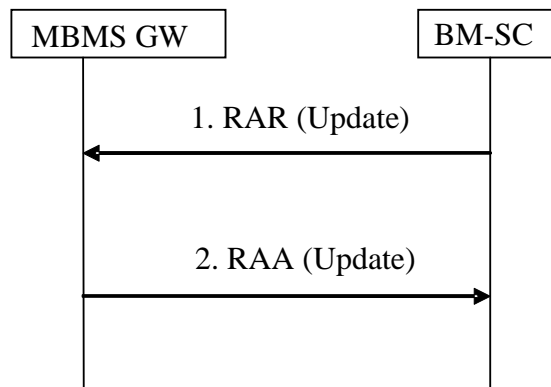 MBMS GW
BM-SC
1. RAR (Update)
2. RAA (Update)